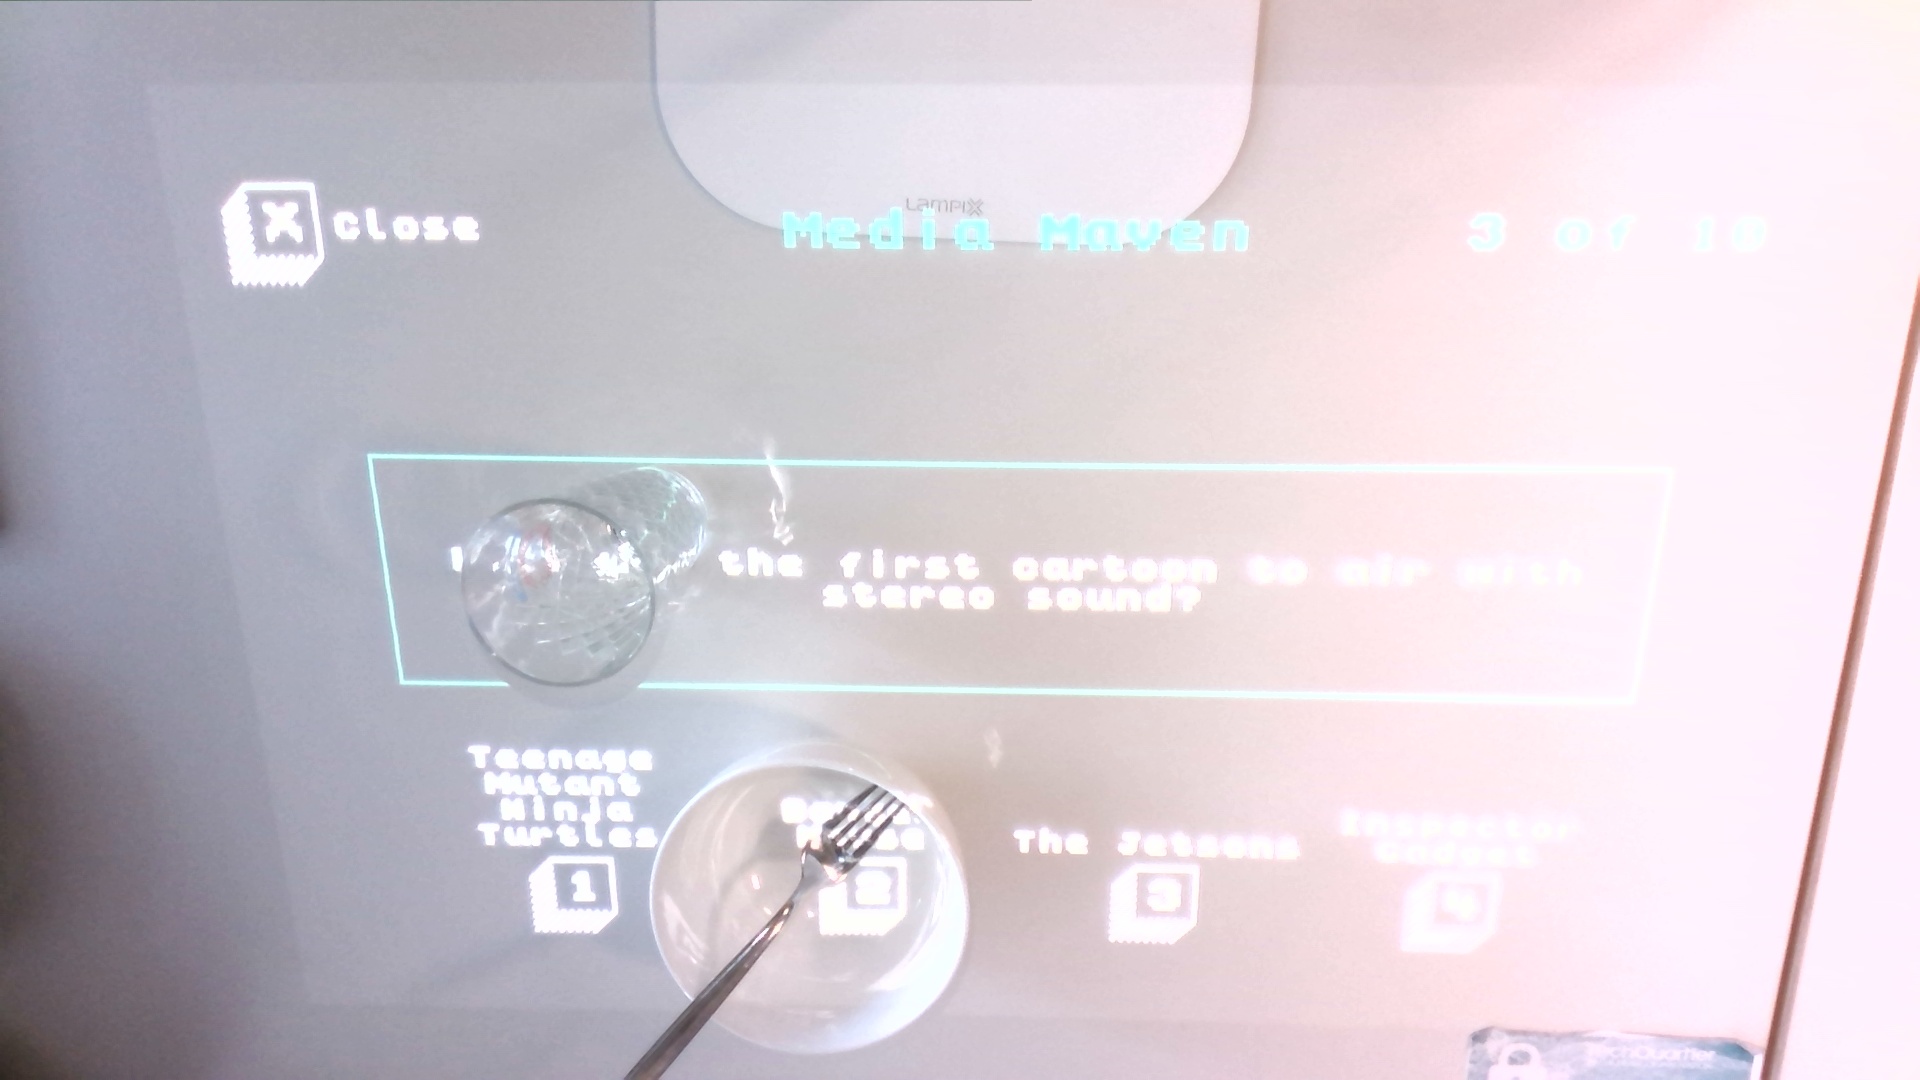 Lampix
X Close
Media Maven
3 of 10
the first cartoon to air with
stereo sound?
Teenage
Mutant
Ninja
Turtles
The Jetsons
Inspector
Gadget
1
2
3
4